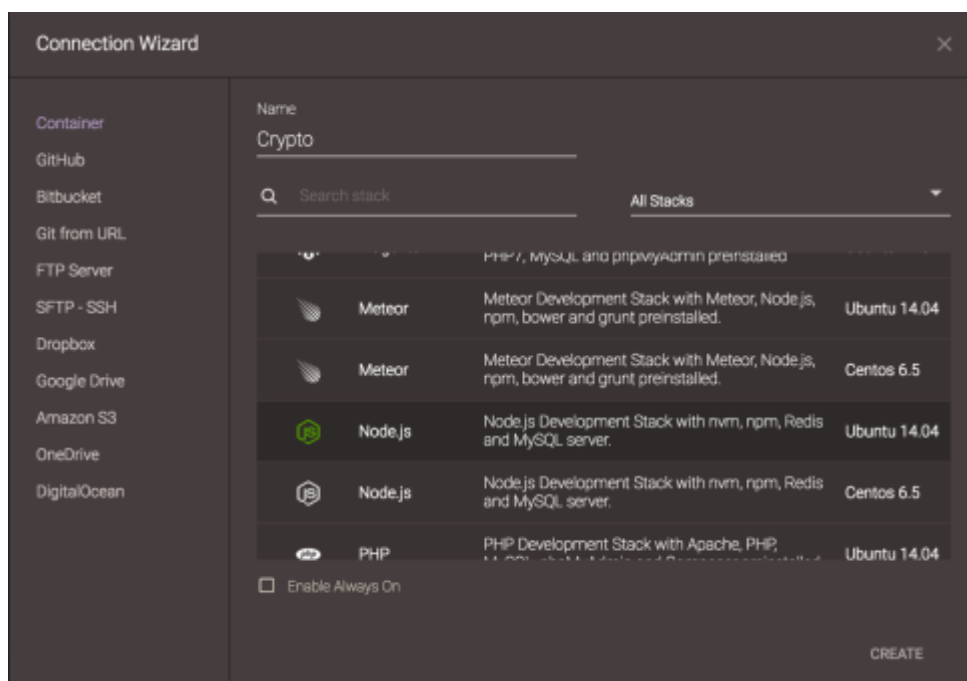 Connection Wizard
Container
GitHub
Bitbucket
Git from URL
FTP Server
SFTP - SSH
Dropbox
Google Drive
Amazon S3
OneDrive
DigitalOcean
Name
Crypto
Search stack
All Stacks
PHP7, MySQL and phpMyAdmin preinstalled
Meteor
Meteor Development Stack with Meteor, Node.js,
npm, bower and grunt preinstalled.
Ubuntu 14.04
Meteor
Meteor Development Stack with Meteor, Node.js,
npm, bower and grunt preinstalled.
Centos 6.5
JS
Node.js
Node.js Development Stack with nvm, npm, Redis
and MySQL server.
Ubuntu 14.04
JS
Node.js
Node.js Development Stack with nvm, npm, Redis
and MySQL server.
Centos 6.5
php
PHP
PHP Development Stack with Apache, PHP,
Ubuntu 14.04
Enable Always On
CREATE